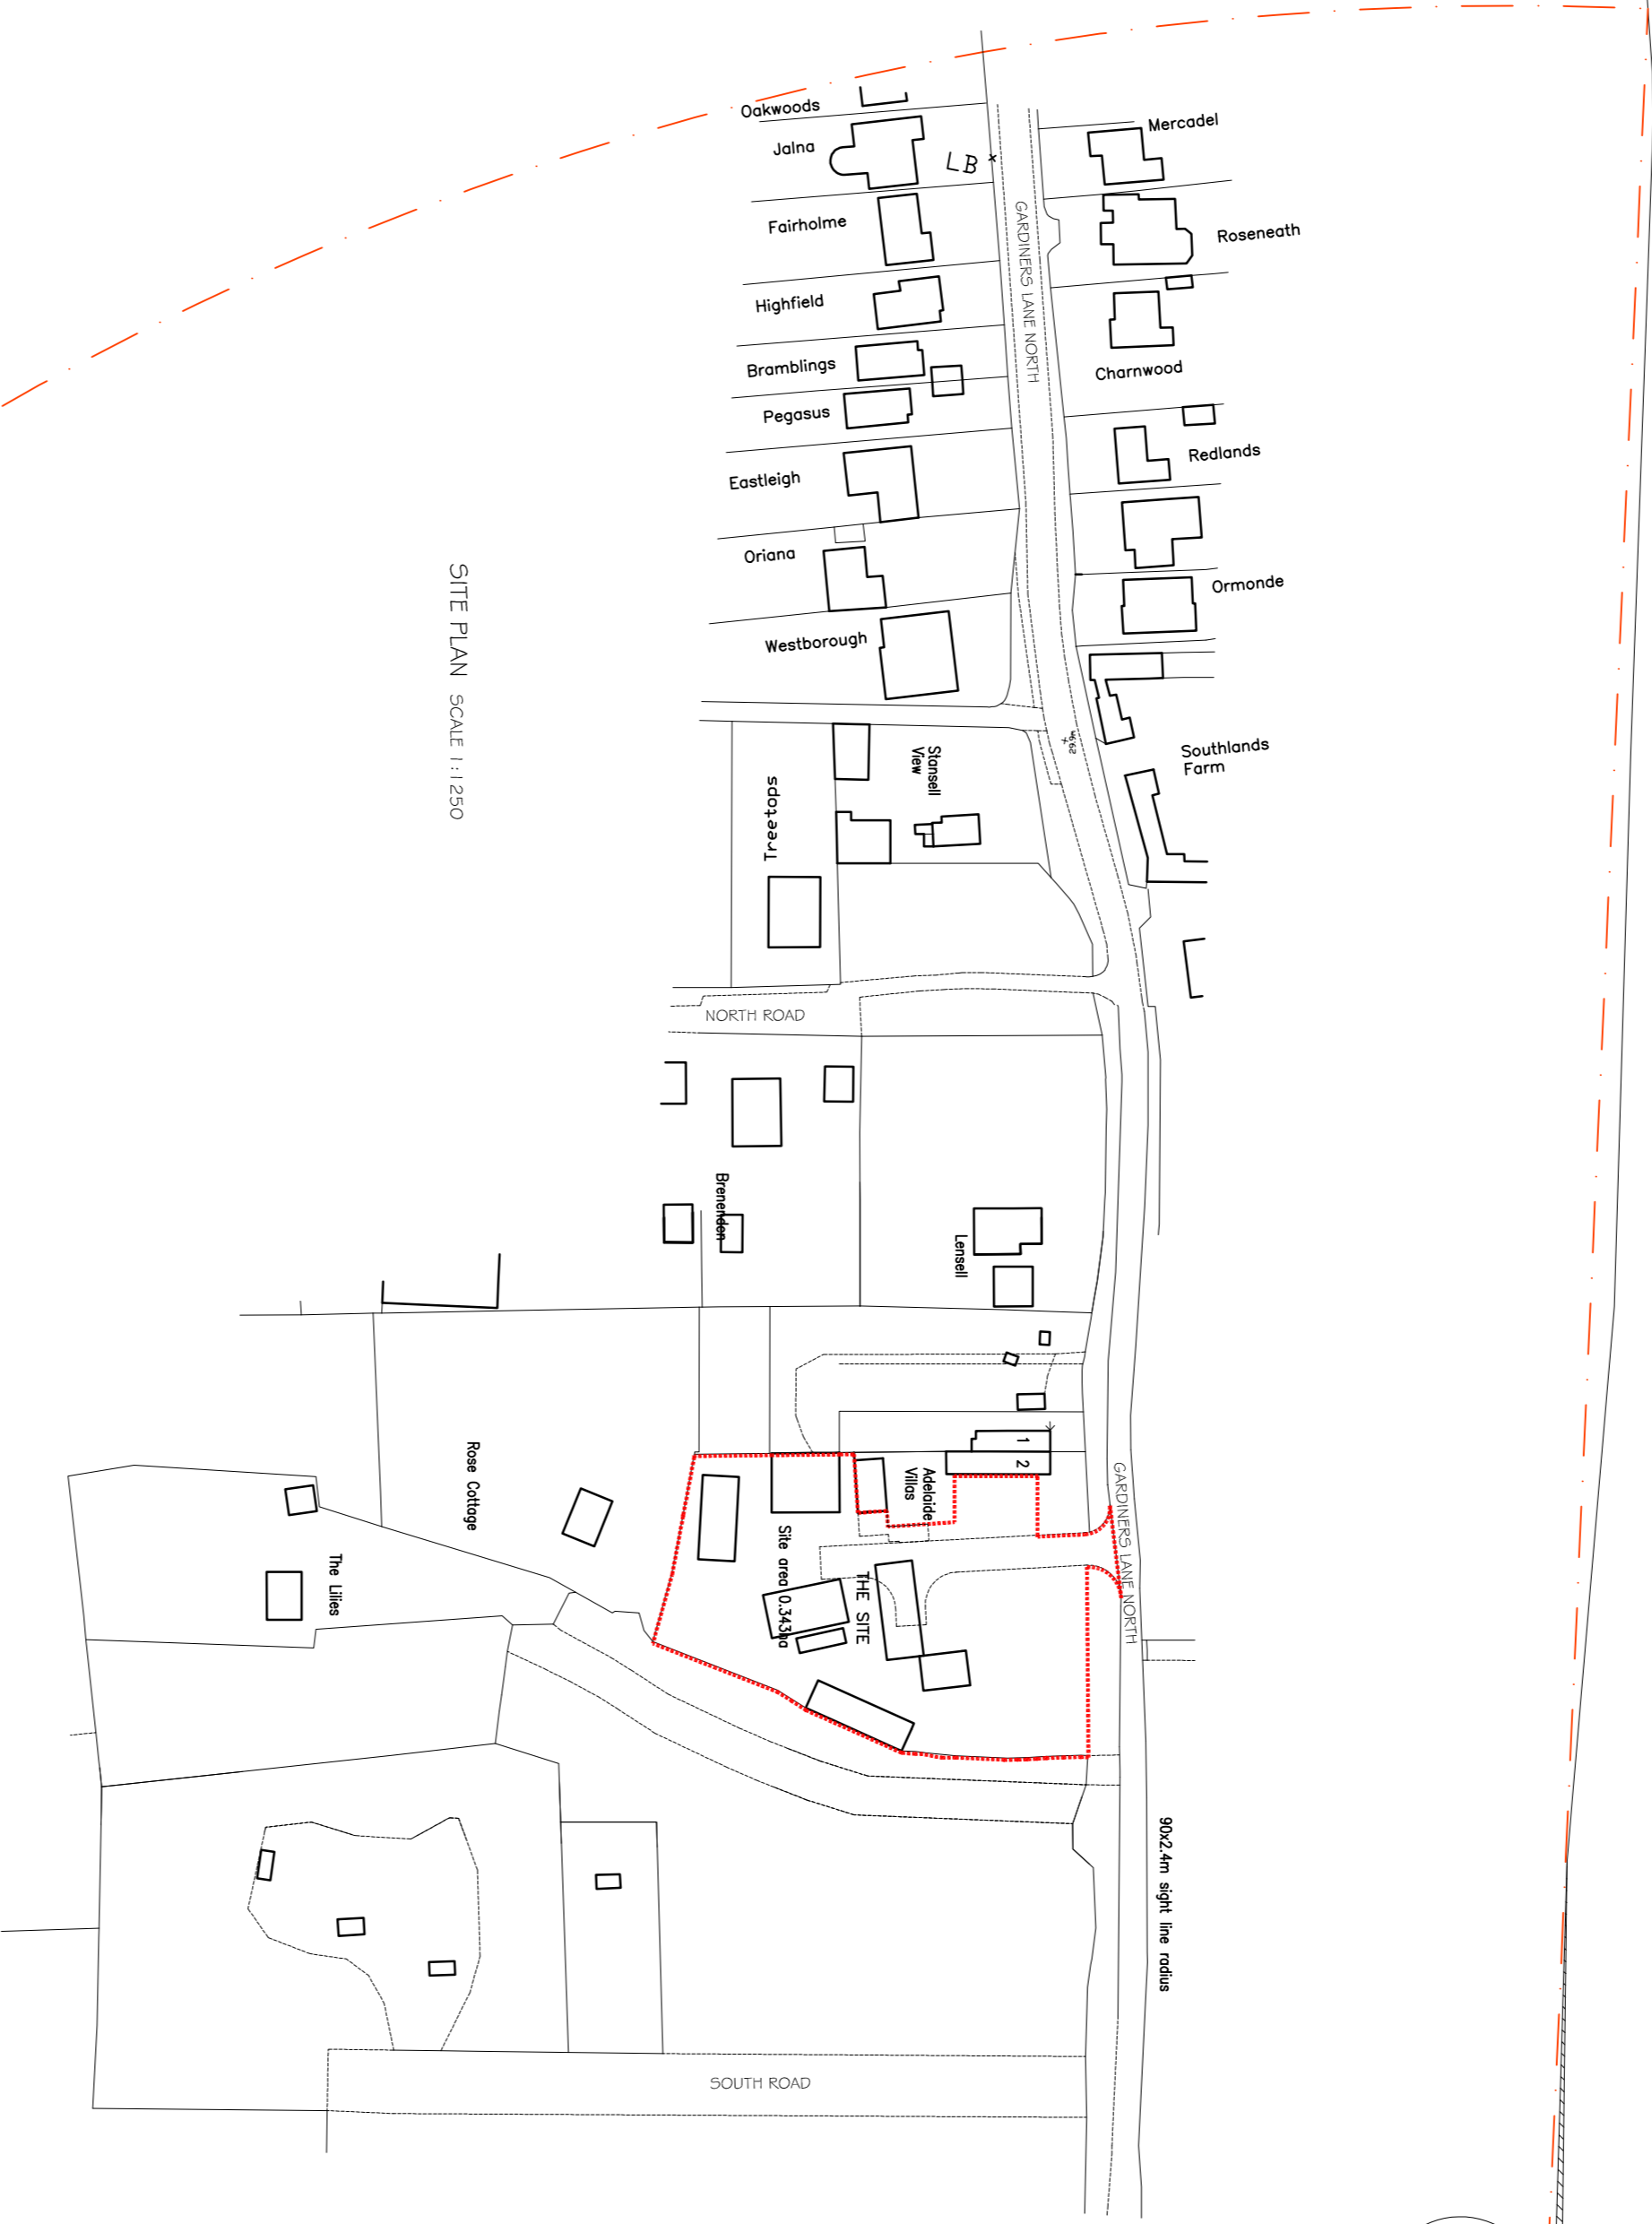 Oakwoods
Mercadel
Jalna
LB
Fairholme
GARDINERS LANE NORTH
Roseneath
Highfield
Bramblings
Charnwood
Pegasus
Redlands
Eastleigh
Oriana
Ormonde
Westborough
SITE PLAN SCALE 1:1250
Stansell
View
Southlands
Farm
Treetops
NORTH ROAD
Brenendon
Lensell
1
2
Adelaide
Villas
GARDINERS LANE NORTH
Rose Cottage
Site area 0.343ha
THE SITE
The Lilies
90x2.4m sight line radius
SOUTH ROAD